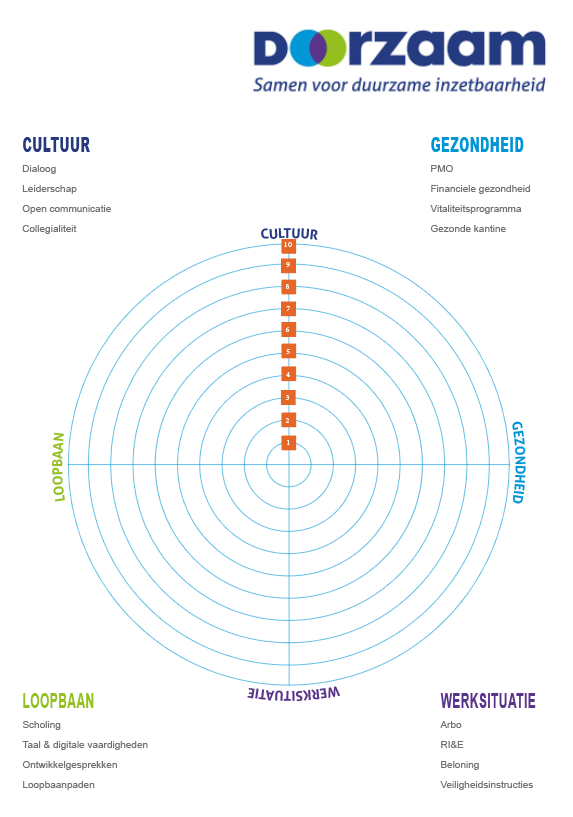 DOORZAAM
Samen voor duurzame inzetbaarheid
CULTUUR
Dialoog
Leiderschap
Open communicatie
Collegialiteit
GEZONDHEID
PMO
Financiele gezondheid
Vitaliteitsprogramma
Gezonde kantine
CULTUUR
10
9
8
7
6
5
4
3
2
1
LOOPBAAN
GEZONDHEID
WERKSITUATIE
LOOPBAAN
Scholing
Taal & digitale vaardigheden
Ontwikkelgesprekken
Loopbaanpaden
WERKSITUATIE
Arbo
RI&E
Beloning
Veiligheidsinstructies